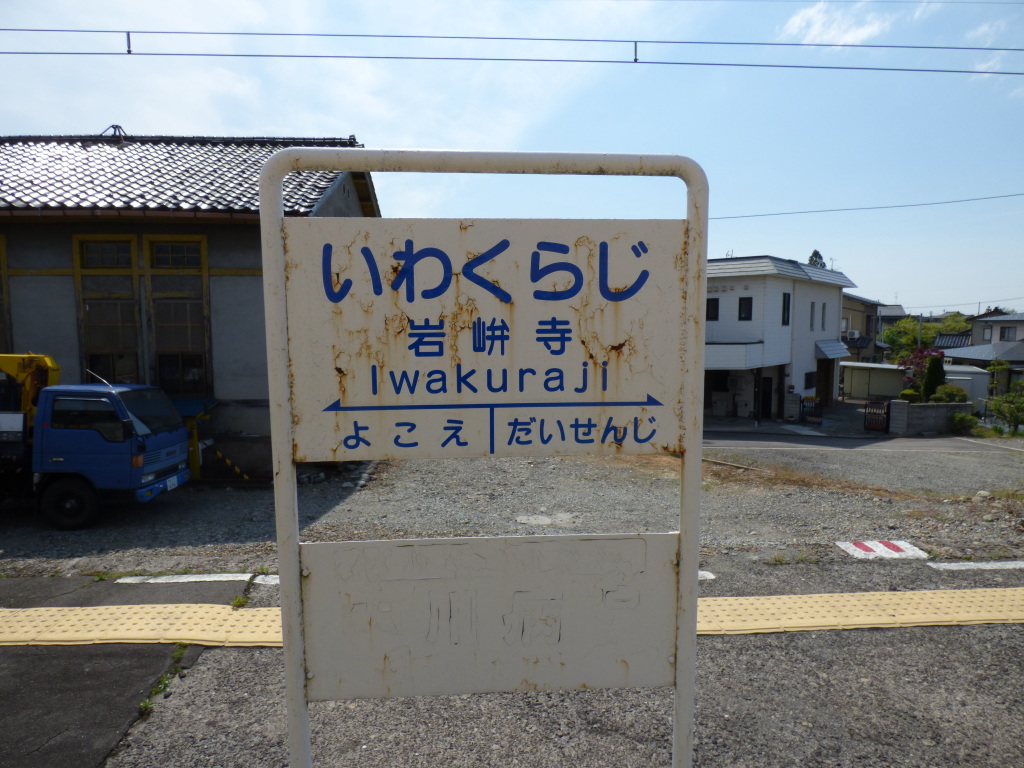 いわくらじ
岩峅寺
Iwakuraji
よこえ だいせんじ